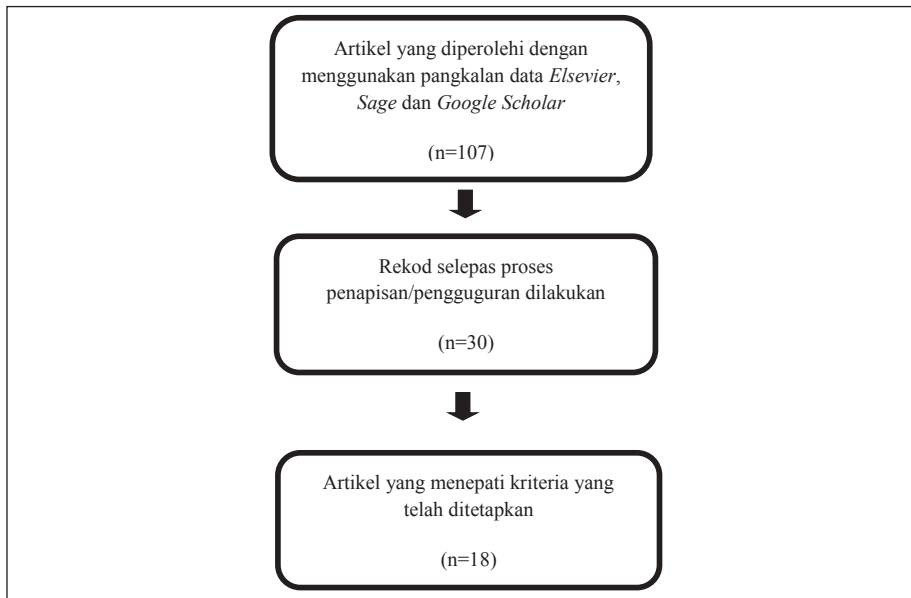 Artikel yang diperolehi dengan
menggunakan pangkalan data Elsevier,
Sage dan Google Scholar
(n=107)
Rekod selepas proses
penapisan/pengguguran dilakukan
(n=30)
Artikel yang menepati kriteria yang
telah ditetapkan
(n=18)